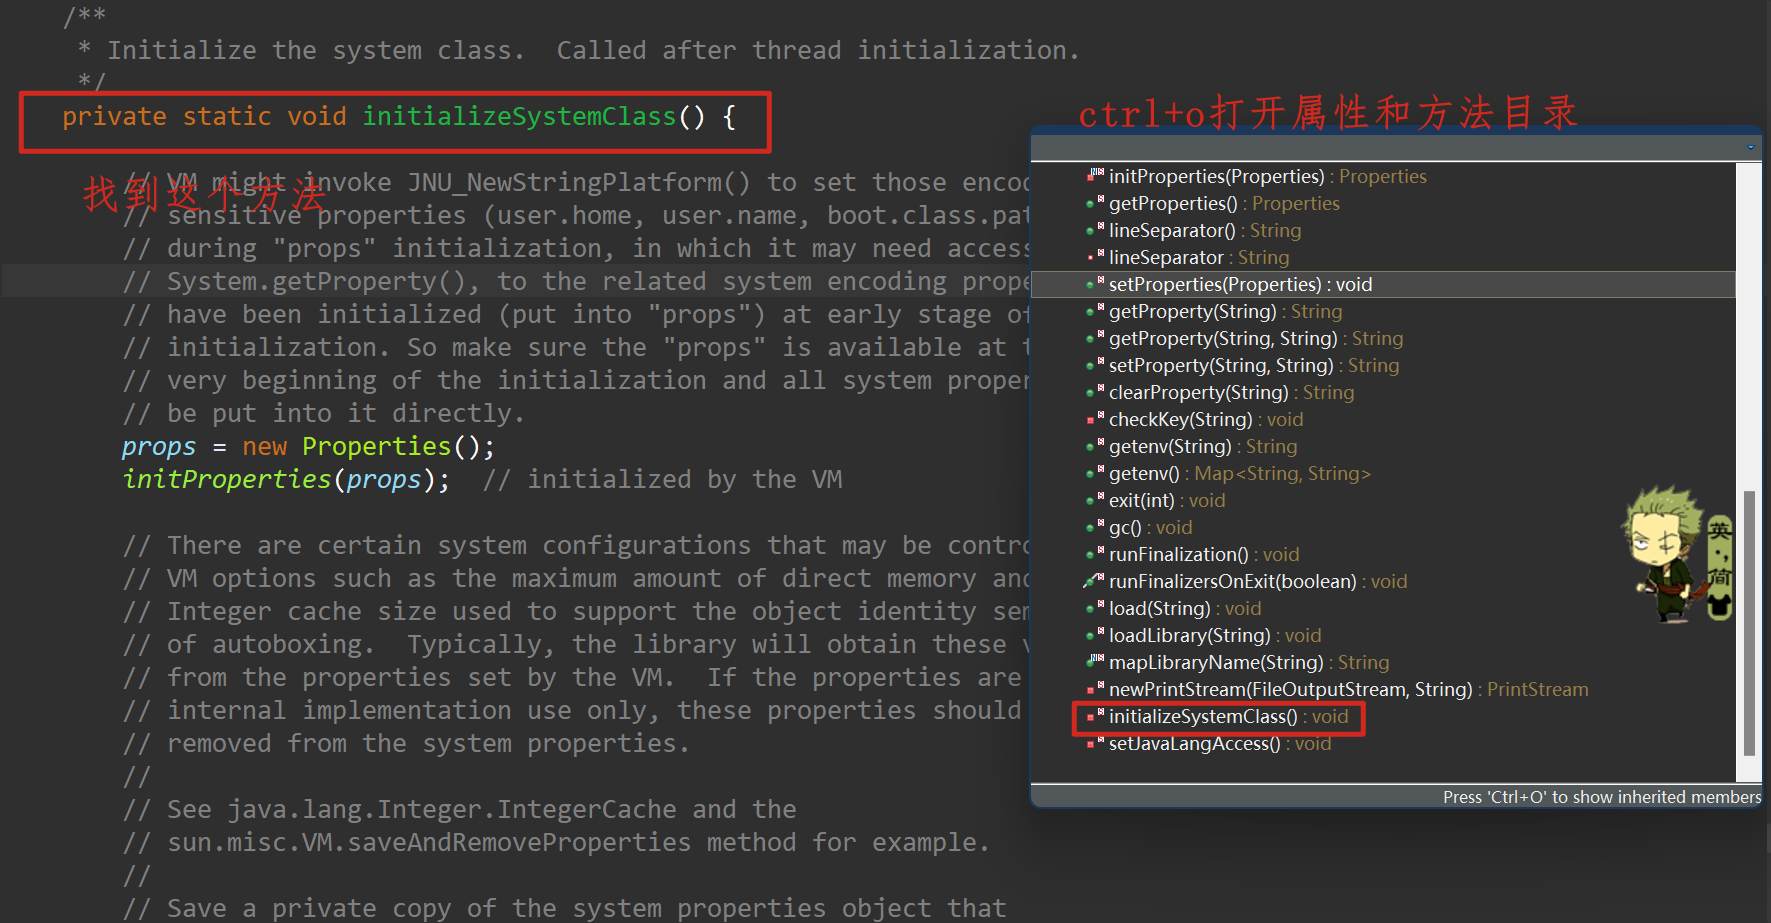 /**
* Initialize the system class.  Called after thread initialization.
*/
private static void initializeSystemClass() {
找到这个方法
// VM might invoke JNU_NewStringPlatform() to set those encod
// sensitive properties (user.home, user.name, boot.class.pat
// during "props" initialization, in which it may need access
// System.getProperty(), to the related system encoding prope
// have been initialized (put into "props") at early stage of
// initialization. So make sure the "props" is available at t
// very beginning of the initialization and all system proper
// be put into it directly.
props = new Properties();
initProperties(props);  // initialized by the VM
// There are certain system configurations that may be contro
// VM options such as the maximum amount of direct memory and
// Integer cache size used to support the object identity sem
// of autoboxing.  Typically, the library will obtain these v
// from the properties set by the VM.  If the properties are
// internal implementation use only, these properties should
// removed from the system properties.
//
// See java.lang.Integer.IntegerCache and the
// sun.misc.VM.saveAndRemoveProperties method for example.
//
// Save a private copy of the system properties object that
ctrl+o打开属性和方法目录
initProperties(Properties) : Properties
getProperties() : Properties
lineSeparator() : String
lineSeparator : String
setProperties(Properties) : void
getProperty(String) : String
getProperty(String, String) : String
setProperty(String, String) : String
clearProperty(String) : String
checkKey(String) : void
getenv(String) : String
getenv() : Map<String, String>
exit(int) : void
gc() : void
runFinalization() : void
runFinalizersOnExit(boolean) : void
load(String) : void
loadLibrary(String) : void
mapLibraryName(String) : String
newPrintStream(FileOutputStream, String) : PrintStream
initializeSystemClass() : void
setJavaLangAccess() : void
Press 'Ctrl+O' to show inherited members
英
简